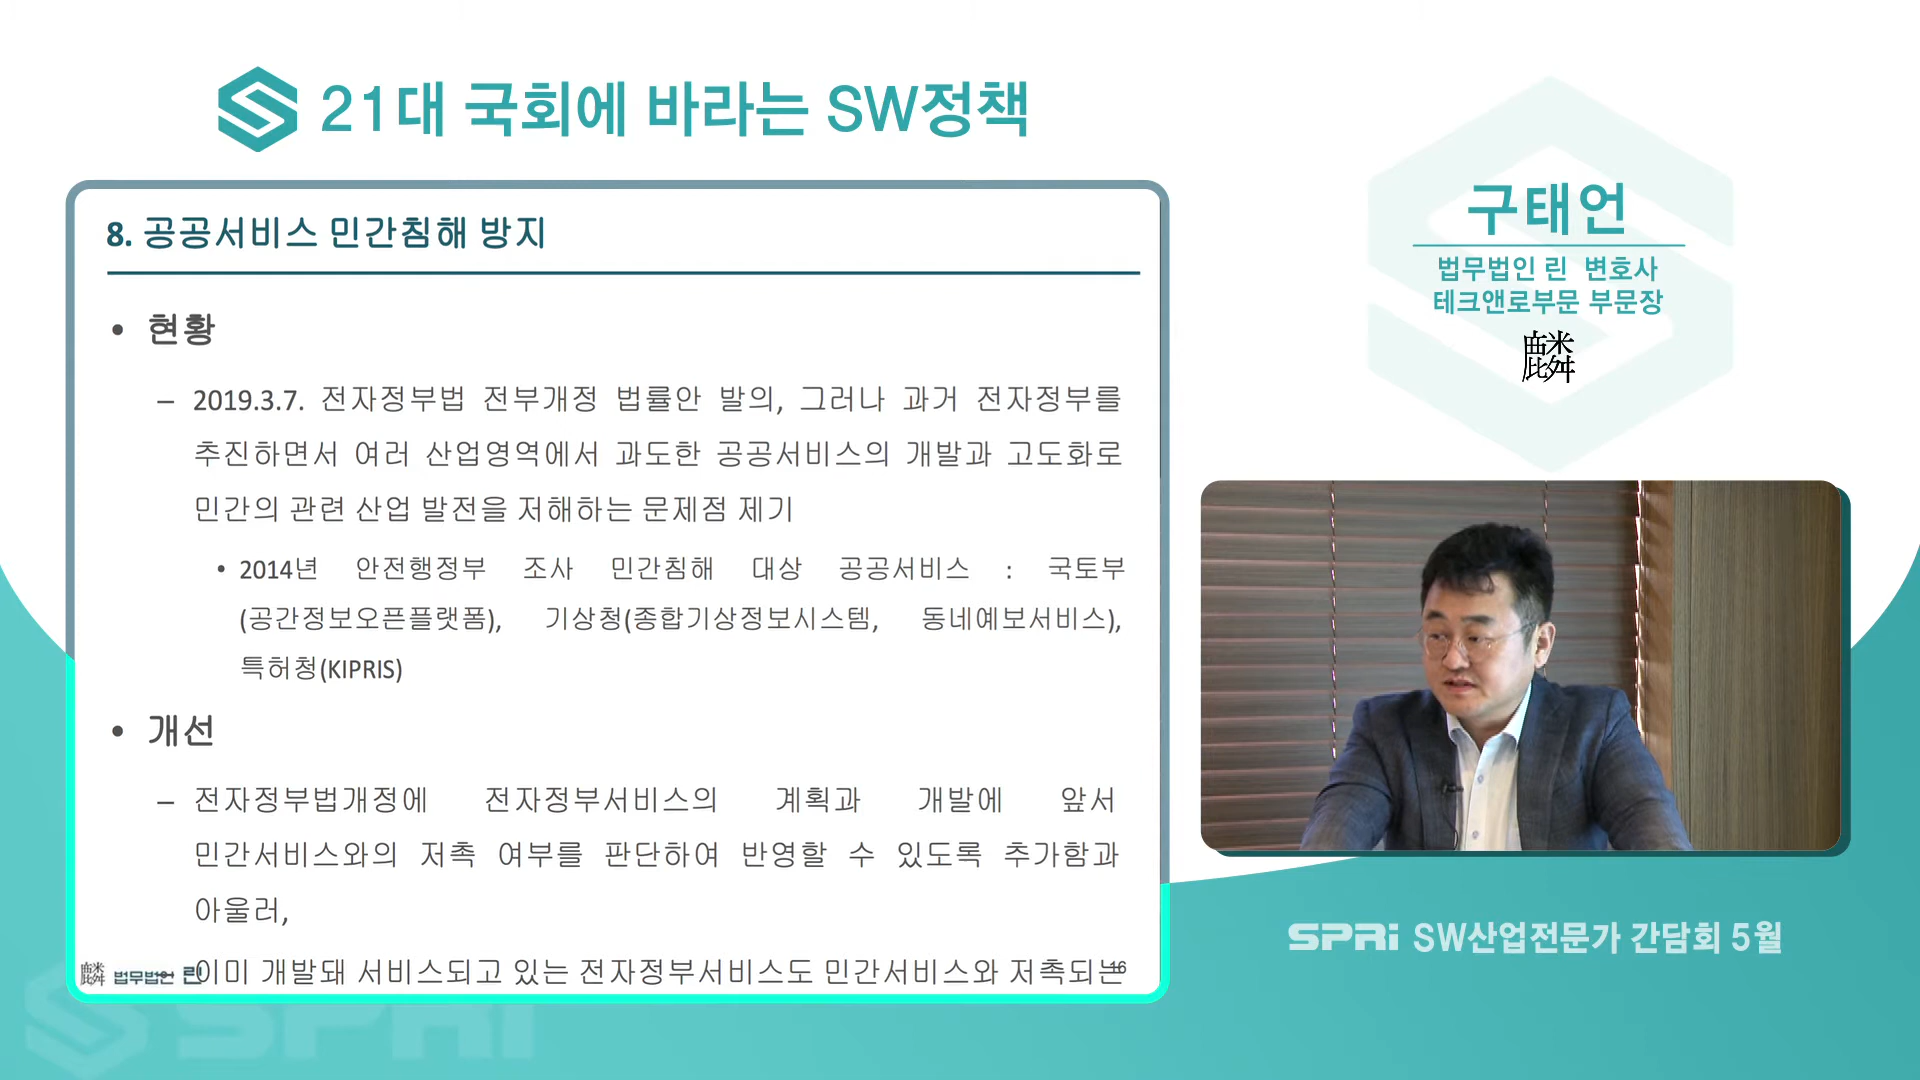 21대 국회에 바라는 SW정책
8. 공공서비스 민간침해 방지
• 현황
– 2019.3.7. 전자정부법 전부개정 법률안 발의, 그러나 과거 전자정부를
추진하면서 여러 산업영역에서 과도한 공공서비스의 개발과 고도화로
민간의 관련 산업 발전을 저해하는 문제점 제기
• 2014년 안전행정부 조사 민간침해 대상 공공서비스 : 국토부
(공간정보오픈플랫폼), 기상청(종합기상정보시스템, 동네예보서비스),
특허청(KIPRIS)
• 개선
– 전자정부법개정에 전자정부서비스의 계획과 개발에 앞서
민간서비스와의 저촉 여부를 판단하여 반영할 수 있도록 추가함과
아울러,
이미 개발돼 서비스되고 있는 전자정부서비스도 민간서비스와 저촉되는
麟 법무법인 린
16
구태언
법무법인 린 변호사
테크앤로부문 부문장
麟
SPRi SW산업전문가 간담회 5월
SPRi